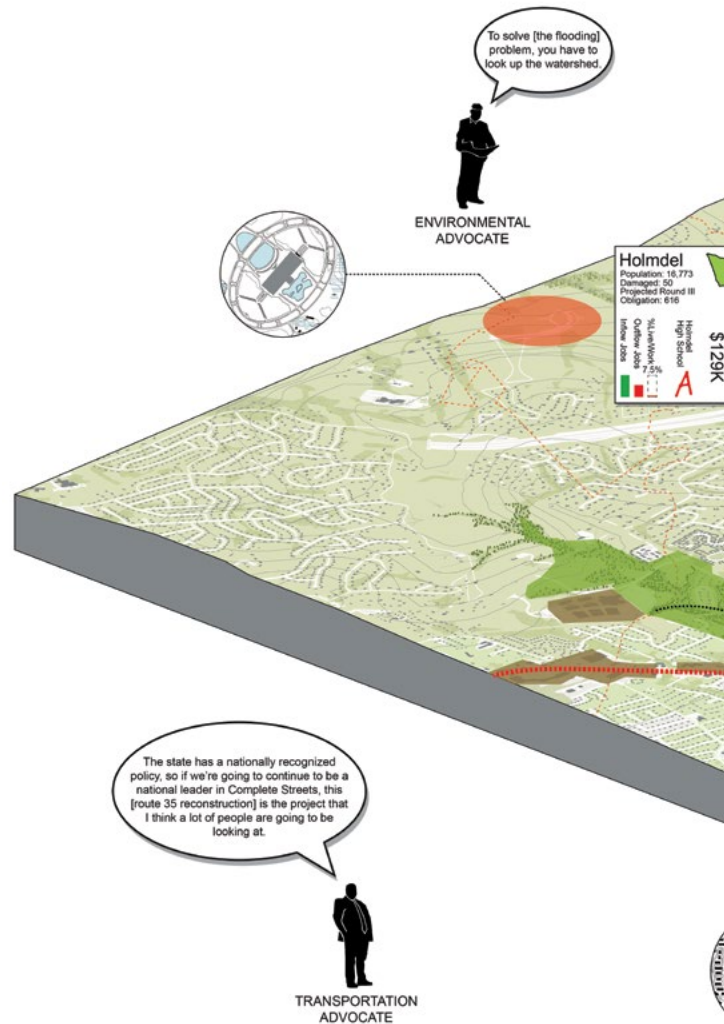 To solve [the flooding]
problem, you have to
look up the watershed.
ENVIRONMENTAL
ADVOCATE
Holmdel
Population: 16,773
Damaged: 50
Projected Round III
Obligation: 616
Inflow Jobs
Outflow Jobs
%Live/Work
7.5%
Holmdel
High School
A
$129K
The state has a nationally recognized
policy, so if we're going to continue to be a
national leader in Complete Streets, this
[route 35 reconstruction] is the project that
I think a lot of people are going to be
looking at.
TRANSPORTATION
ADVOCATE